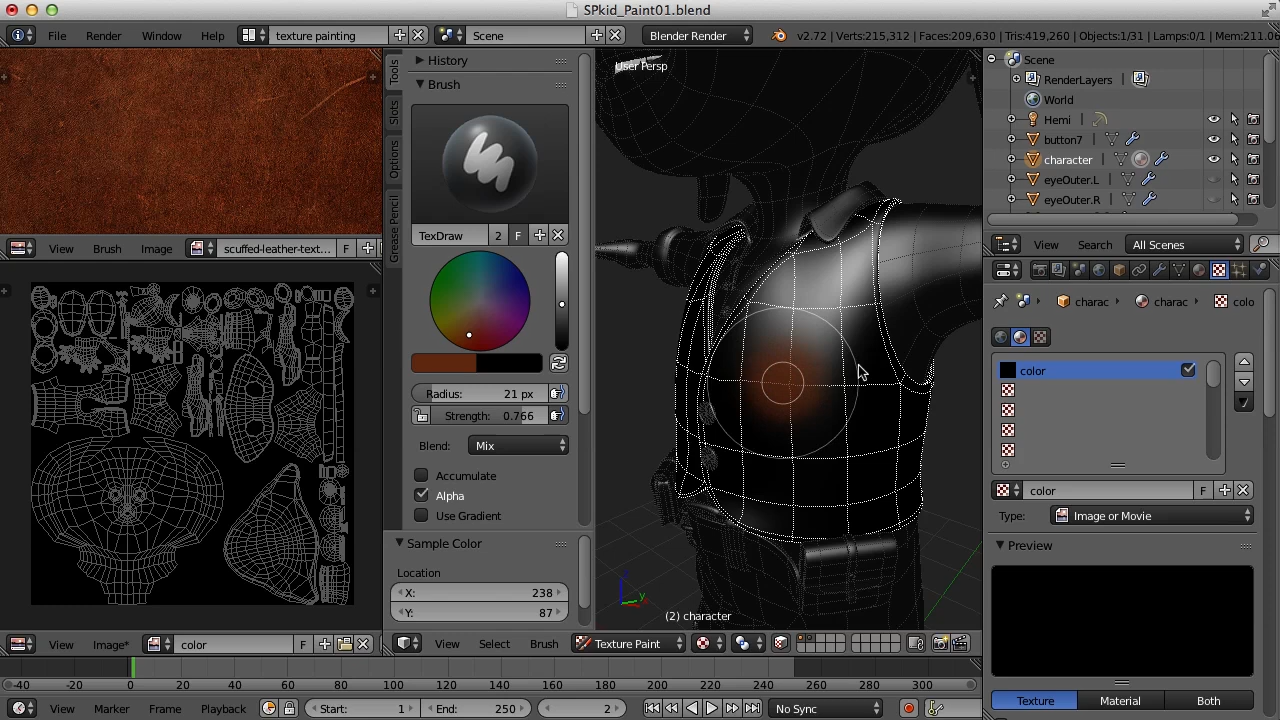 SPkid_Paint01.blend
File Render Window Help texture painting Scene Blender Render v2.72 | Verts:215,312 | Faces:209,630 | Tris:419,260 | Objects:1/31 | Lamps:0/1 | Mem:211.06
Tools
Slots
Options
Grease Pencil
History
Brush
TexDraw 2 F
Radius: 21 px
Strength: 0.766
Blend: Mix
Accumulate
Alpha
Use Gradient
Sample Color
Location
X: 238
Y: 87
User Persp
(2) character
View Brush Image scuffed-leather-text... F
View Image* color F
View Select Brush Texture Paint
Scene
RenderLayers
World
Hemi
button7
character
eyeOuter.L
eyeOuter.R
View Search All Scenes
charac charac colo
color
color F
Type: Image or Movie
Preview
Texture Material Both
-40 -20 0 20 40 60 80 100 120 140 160 180 200 220 240 260 280 300
View Marker Frame Playback Start: 1 End: 250 2 No Sync